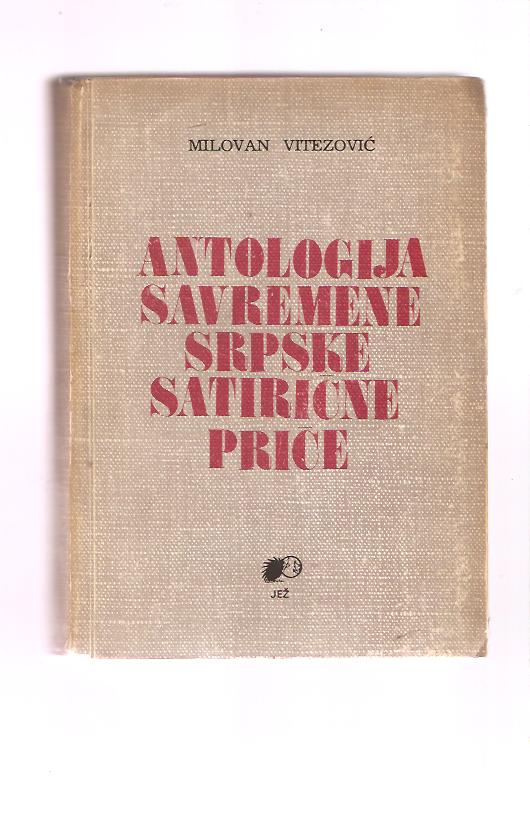 MILOVAN VITEZOVIĆ
ANTOLOGIJA
SAVREMENE
SRPSKE
SATIRIČNE
PRIČE
JEŽ